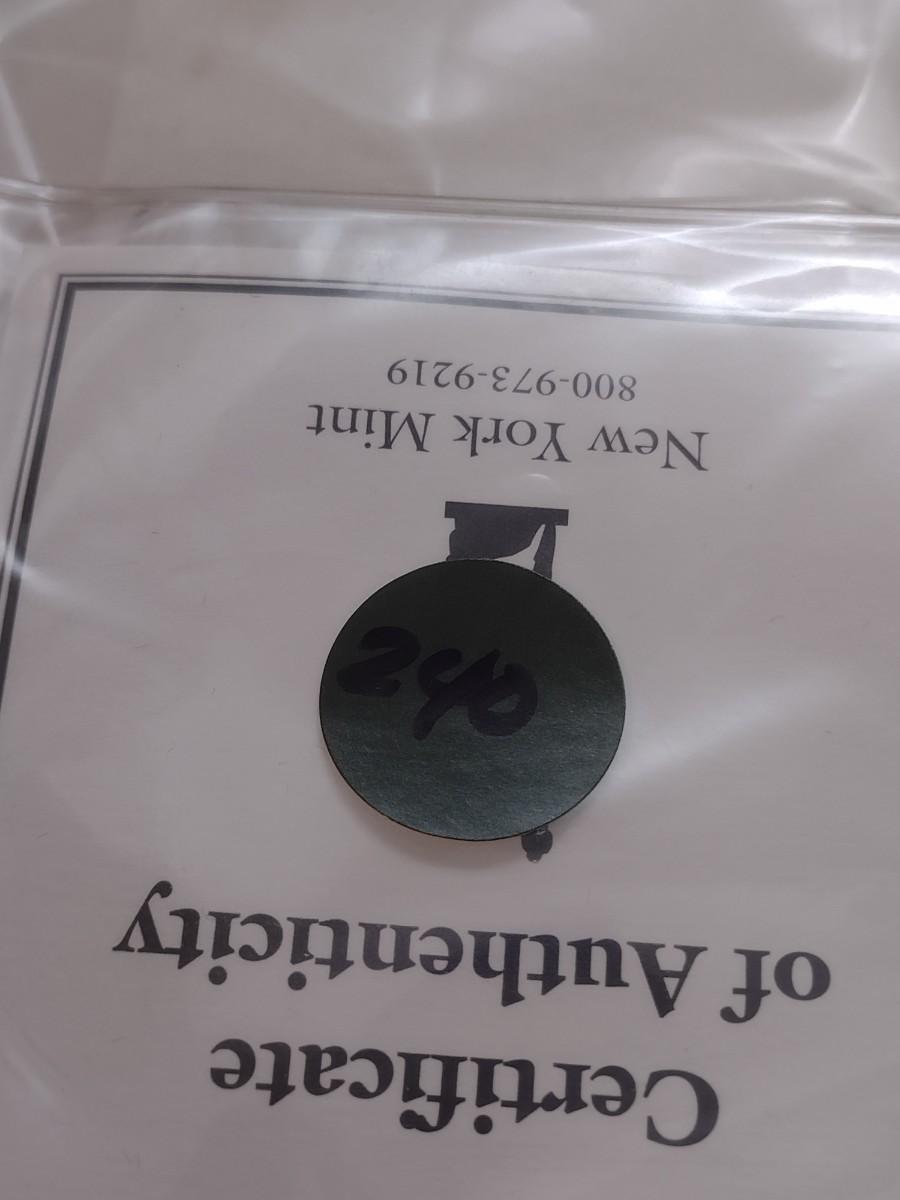 Certificate
of Authenticity
240
New York Mint
800-973-9219